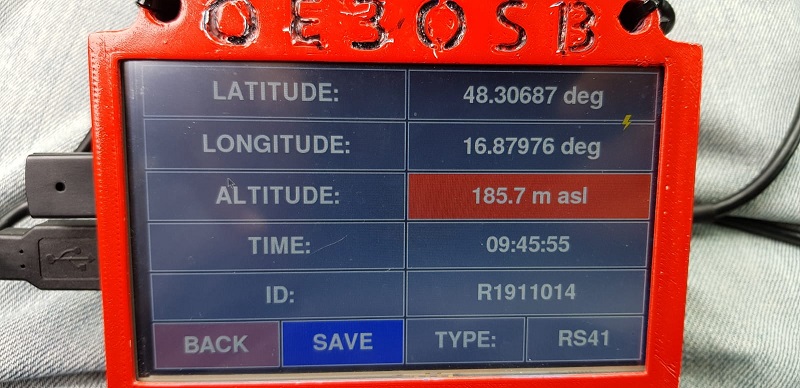 OE3OSB
LATITUDE: 48.30687 deg
LONGITUDE: 16.87976 deg
ALTITUDE: 185.7 m asl
TIME: 09:45:55
ID: R1911014
BACK SAVE TYPE: RS41